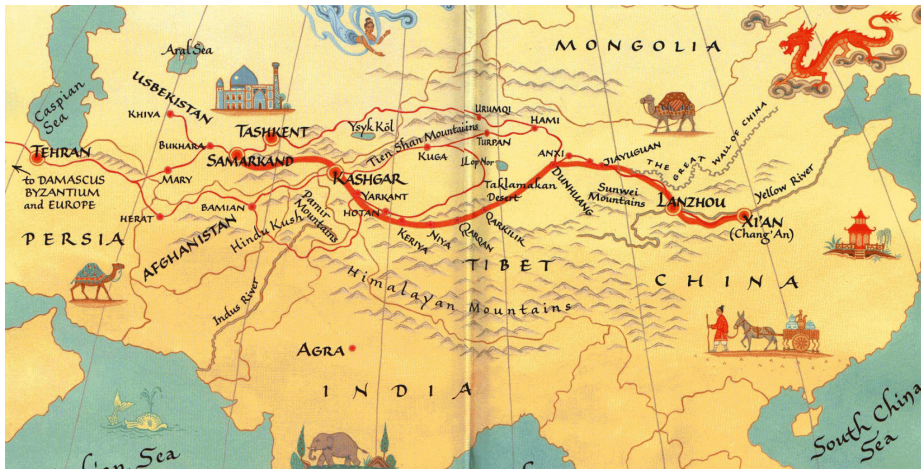 MONGOLIA
Aral Sea
Caspian
Sea
USBEKISTAN
KHIVA
TASHKENT
Ysyk Köl
URUMQI
HAMI
BUKHARA
SAMARKAND
Tien Shan Mountains
TURPAN
TEHRAN
KUGA
Lop Nor
ANXI
JIAYUGUAN
THE GREAT WALL OF CHINA
to DAMASCUS
BYZANTIUM
and EUROPE
MARY
KASHGAR
Taklamakan
Desert
DUNHUANG
Sunwei
Mountains
LANZHOU
Yellow River
HERAT
BAMIAN
Pamir
Mountains
YARKANT
HOTAN
XI'AN
(Chang'An)
PERSIA
AFGHANISTAN
Hindu Kush
KERIYA
NIYA
QARQAN
QARKILIK
TIBET
CHINA
Himalayan Mountains
Indus River
AGRA
INDIA
South China
Sea
Sea